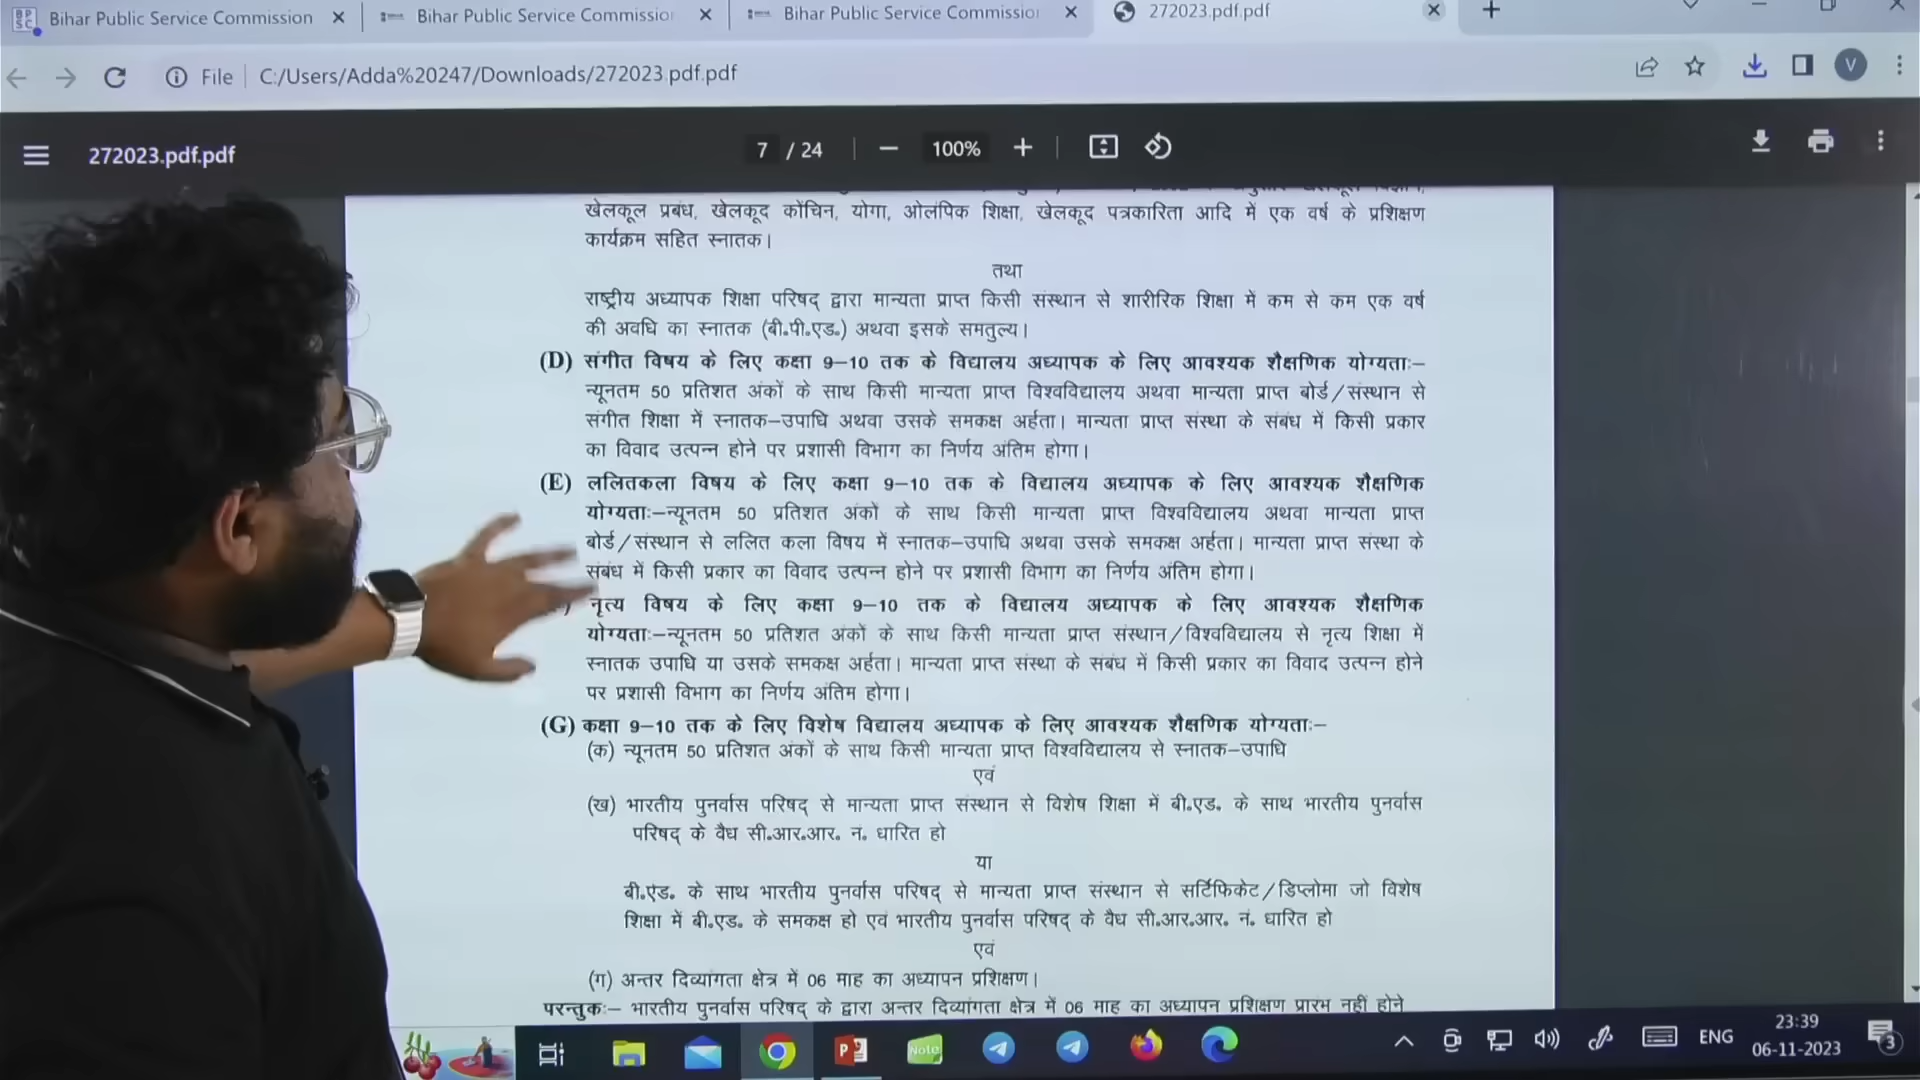 Bihar Public Service Commission
Bihar Public Service Commission
Bihar Public Service Commission
272023.pdf.pdf
File
C:/Users/Adda%20247/Downloads/272023.pdf.pdf
V
272023.pdf.pdf
7 / 24
100%
खेलकूल प्रबंध, खेलकूद कोचिन, योगा, ओलंपिक शिक्षा, खेलकूद पत्रकारिता आदि में एक वर्ष के प्रशिक्षण
कार्यक्रम सहित स्नातक।
तथा
राष्ट्रीय अध्यापक शिक्षा परिषद् द्वारा मान्यता प्राप्त किसी संस्थान से शारीरिक शिक्षा में कम से कम एक वर्ष
की अवधि का स्नातक (बी.पी.एड.) अथवा इसके समतुल्य।
(D) संगीत विषय के लिए कक्षा 9–10 तक के विद्यालय अध्यापक के लिए आवश्यक शैक्षणिक योग्यताः–
न्यूनतम 50 प्रतिशत अंकों के साथ किसी मान्यता प्राप्त विश्वविद्यालय अथवा मान्यता प्राप्त बोर्ड/संस्थान से
संगीत शिक्षा में स्नातक–उपाधि अथवा उसके समकक्ष अर्हता। मान्यता प्राप्त संस्था के संबंध में किसी प्रकार
का विवाद उत्पन्न होने पर प्रशासी विभाग का निर्णय अंतिम होगा।
(E) ललितकला विषय के लिए कक्षा 9–10 तक के विद्यालय अध्यापक के लिए आवश्यक शैक्षणिक
योग्यताः–न्यूनतम 50 प्रतिशत अंकों के साथ किसी मान्यता प्राप्त विश्वविद्यालय अथवा मान्यता प्राप्त
बोर्ड/संस्थान से ललित कला विषय में स्नातक–उपाधि अथवा उसके समकक्ष अर्हता। मान्यता प्राप्त संस्था के
संबंध में किसी प्रकार का विवाद उत्पन्न होने पर प्रशासी विभाग का निर्णय अंतिम होगा।
नृत्य विषय के लिए कक्षा 9–10 तक के विद्यालय अध्यापक के लिए आवश्यक शैक्षणिक
योग्यताः–न्यूनतम 50 प्रतिशत अंकों के साथ किसी मान्यता प्राप्त संस्थान/विश्वविद्यालय से नृत्य शिक्षा में
स्नातक उपाधि या उसके समकक्ष अर्हता। मान्यता प्राप्त संस्था के संबंध में किसी प्रकार का विवाद उत्पन्न होने
पर प्रशासी विभाग का निर्णय अंतिम होगा।
(G) कक्षा 9–10 तक के लिए विशेष विद्यालय अध्यापक के लिए आवश्यक शैक्षणिक योग्यताः–
(क) न्यूनतम 50 प्रतिशत अंकों के साथ किसी मान्यता प्राप्त विश्वविद्यालय से स्नातक–उपाधि
एवं
(ख) भारतीय पुनर्वास परिषद् से मान्यता प्राप्त संस्थान से विशेष शिक्षा में बी.एड. के साथ भारतीय पुनर्वास
परिषद् के वैध सी.आर.आर. नं. धारित हो
या
बी.एड. के साथ भारतीय पुनर्वास परिषद् से मान्यता प्राप्त संस्थान से सर्टिफिकेट/डिप्लोमा जो विशेष
शिक्षा में बी.एड. के समकक्ष हो एवं भारतीय पुनर्वास परिषद् के वैध सी.आर.आर. नं. धारित हो
एवं
(ग) अन्तर दिव्यांगता क्षेत्र में 06 माह का अध्यापन प्रशिक्षण।
परन्तुकः– भारतीय पुनर्वास परिषद् के द्वारा अन्तर दिव्यांगता क्षेत्र में 06 माह का अध्यापन प्रशिक्षण प्रारंभ नहीं होने
Note
ENG
23:39
06-11-2023
3